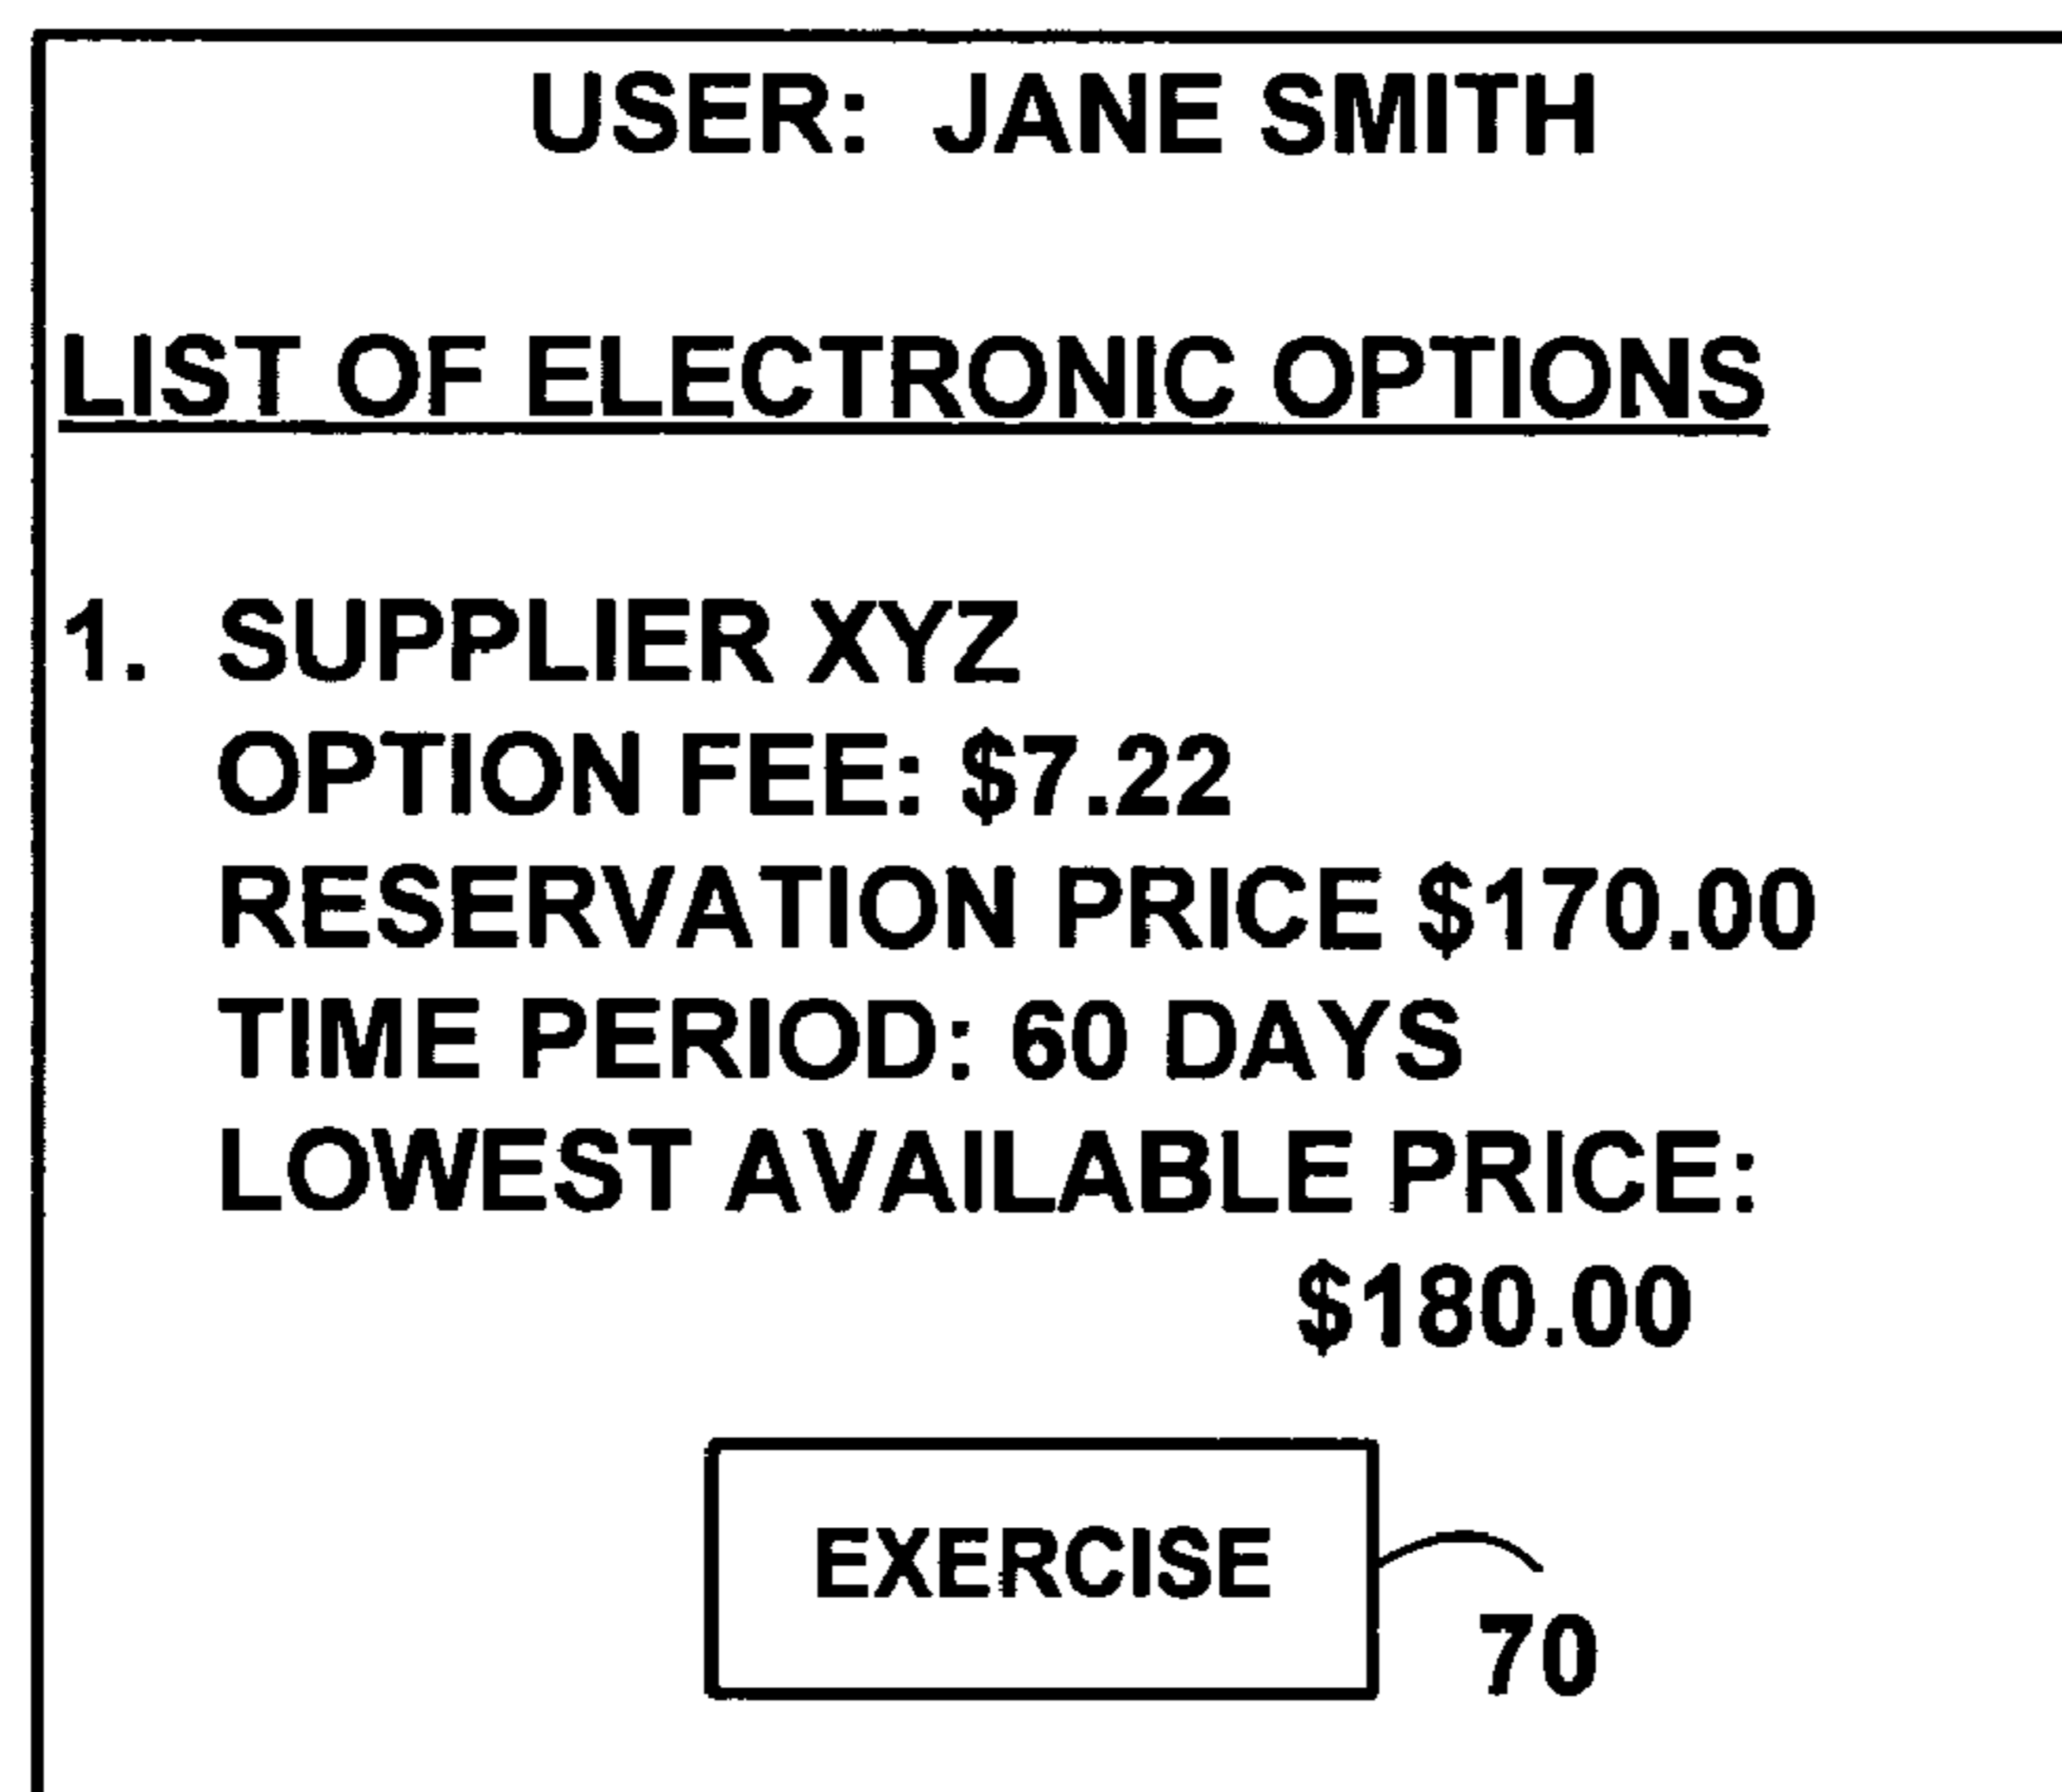 USER: JANE SMITH
LIST OF ELECTRONIC OPTIONS
1. SUPPLIER XYZ
OPTION FEE: $7.22
RESERVATION PRICE $170.00
TIME PERIOD: 60 DAYS
LOWEST AVAILABLE PRICE:
$180.00
EXERCISE
70